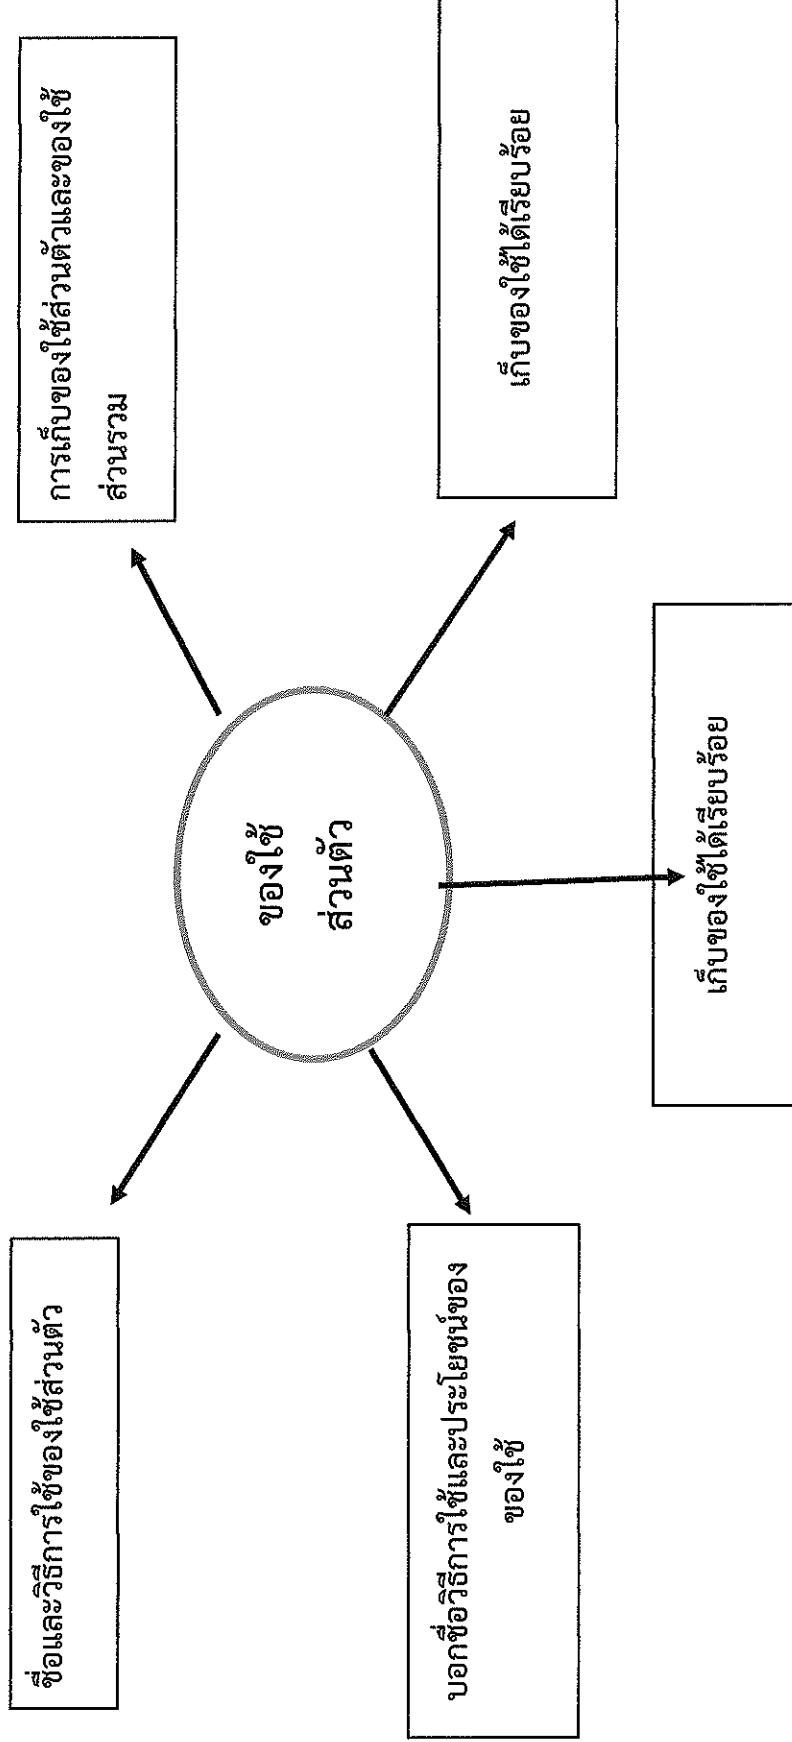 ชื่อและวิธีการใช้ของใช้ส่วนตัว
การเก็บของใช้ส่วนตัวและของใช้
ส่วนรวม
ของใช้
ส่วนตัว
บอกชื่อวิธีการใช้และประโยชน์ของ
ของใช้
เก็บของใช้ได้เรียบร้อย
เก็บของใช้ได้เรียบร้อย